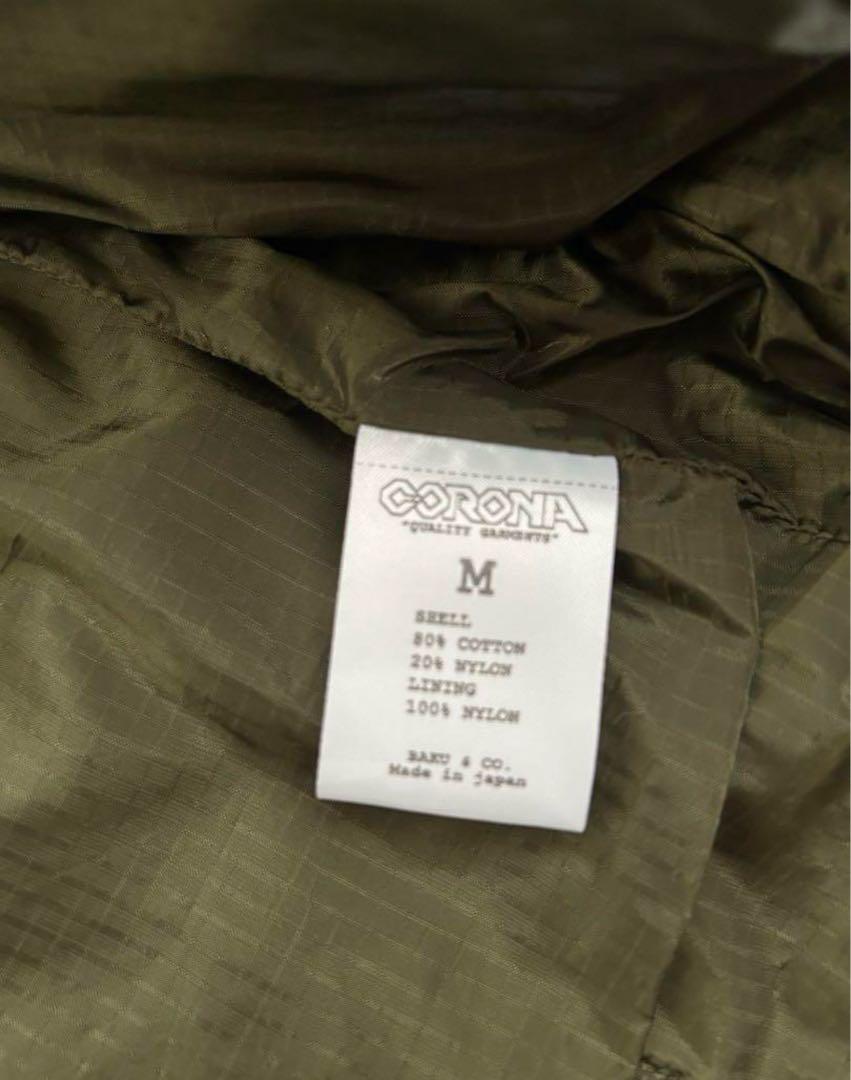 CORONA
"QUALITY GARMENTS"
M
SHELL
80% COTTON
20% NYLON
LINING
100% NYLON
BAKU & CO.
Made in japan